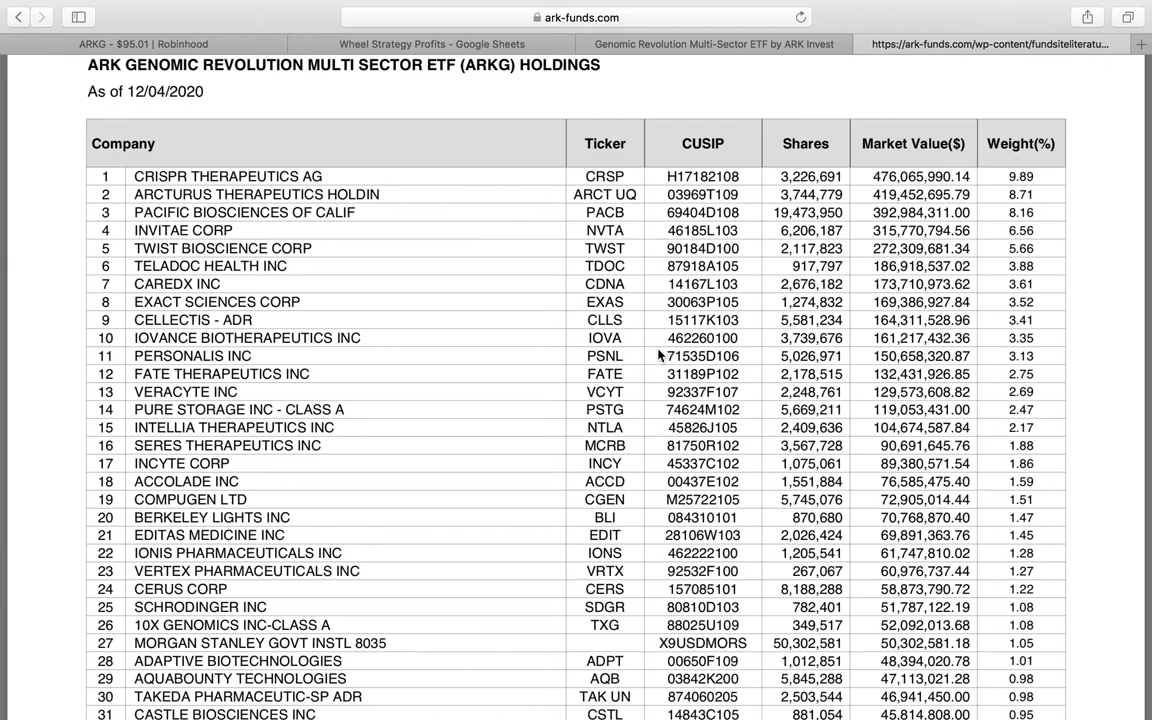 ark-funds.com
ARKG - $95.01 | Robinhood
Wheel Strategy Profits - Google Sheets
Genomic Revolution Multi-Sector ETF by ARK Invest
https://ark-funds.com/wp-content/fundsiteliteratu...
ARK GENOMIC REVOLUTION MULTI SECTOR ETF (ARKG) HOLDINGS
As of 12/04/2020
Company Ticker CUSIP Shares Market Value($) Weight(%)
1 CRISPR THERAPEUTICS AG CRSP H17182108 3,226,691 476,065,990.14 9.89
2 ARCTURUS THERAPEUTICS HOLDIN ARCT UQ 03969T109 3,744,779 419,452,695.79 8.71
3 PACIFIC BIOSCIENCES OF CALIF PACB 69404D108 19,473,950 392,984,311.00 8.16
4 INVITAE CORP NVTA 46185L103 6,206,187 315,770,794.56 6.56
5 TWIST BIOSCIENCE CORP TWST 90184D100 2,117,823 272,309,681.34 5.66
6 TELADOC HEALTH INC TDOC 87918A105 917,797 186,918,537.02 3.88
7 CAREDX INC CDNA 14167L103 2,676,182 173,710,973.62 3.61
8 EXACT SCIENCES CORP EXAS 30063P105 1,274,832 169,386,927.84 3.52
9 CELLECTIS - ADR CLLS 15117K103 5,581,234 164,311,528.96 3.41
10 IOVANCE BIOTHERAPEUTICS INC IOVA 462260100 3,739,676 161,217,432.36 3.35
11 PERSONALIS INC PSNL 71535D106 5,026,971 150,658,320.87 3.13
12 FATE THERAPEUTICS INC FATE 31189P102 2,178,515 132,431,926.85 2.75
13 VERACYTE INC VCYT 92337F107 2,248,761 129,573,608.82 2.69
14 PURE STORAGE INC - CLASS A PSTG 74624M102 5,669,211 119,053,431.00 2.47
15 INTELLIA THERAPEUTICS INC NTLA 45826J105 2,409,636 104,674,587.84 2.17
16 SERES THERAPEUTICS INC MCRB 81750R102 3,567,728 90,691,645.76 1.88
17 INCYTE CORP INCY 45337C102 1,075,061 89,380,571.54 1.86
18 ACCOLADE INC ACCD 00437E102 1,551,884 76,585,475.40 1.59
19 COMPUGEN LTD CGEN M25722105 5,745,076 72,905,014.44 1.51
20 BERKELEY LIGHTS INC BLI 084310101 870,680 70,768,870.40 1.47
21 EDITAS MEDICINE INC EDIT 28106W103 2,026,424 69,891,363.76 1.45
22 IONIS PHARMACEUTICALS INC IONS 462222100 1,205,541 61,747,810.02 1.28
23 VERTEX PHARMACEUTICALS INC VRTX 92532F100 267,067 60,976,737.44 1.27
24 CERUS CORP CERS 157085101 8,188,288 58,873,790.72 1.22
25 SCHRODINGER INC SDGR 80810D103 782,401 51,787,122.19 1.08
26 10X GENOMICS INC-CLASS A TXG 88025U109 349,517 52,092,013.68 1.08
27 MORGAN STANLEY GOVT INSTL 8035 X9USDMORS 50,302,581 50,302,581.18 1.05
28 ADAPTIVE BIOTECHNOLOGIES ADPT 00650F109 1,012,851 48,394,020.78 1.01
29 AQUABOUNTY TECHNOLOGIES AQB 03842K200 5,845,288 47,113,021.28 0.98
30 TAKEDA PHARMACEUTIC-SP ADR TAK UN 874060205 2,503,544 46,941,450.00 0.98
31 CASTLE BIOSCIENCES INC CSTL 14843C105 881,054 45,814,808.00 0.95